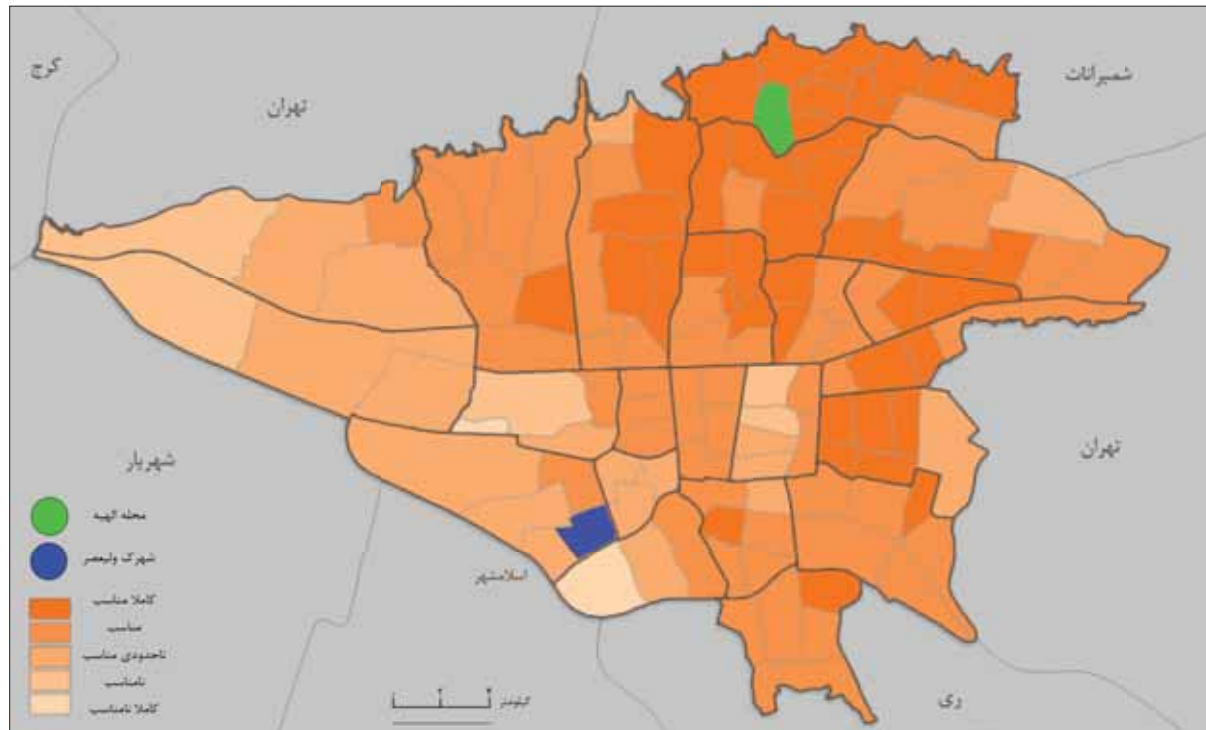 شمیرانات
کرج
تهران
تهران
شهریار
محله الهیه
شهرک ولیعصر
اسلامشهر
کاملا مناسب
مناسب
تاحدودی مناسب
نامناسب
کاملا نامناسب
کیلومتر
ری